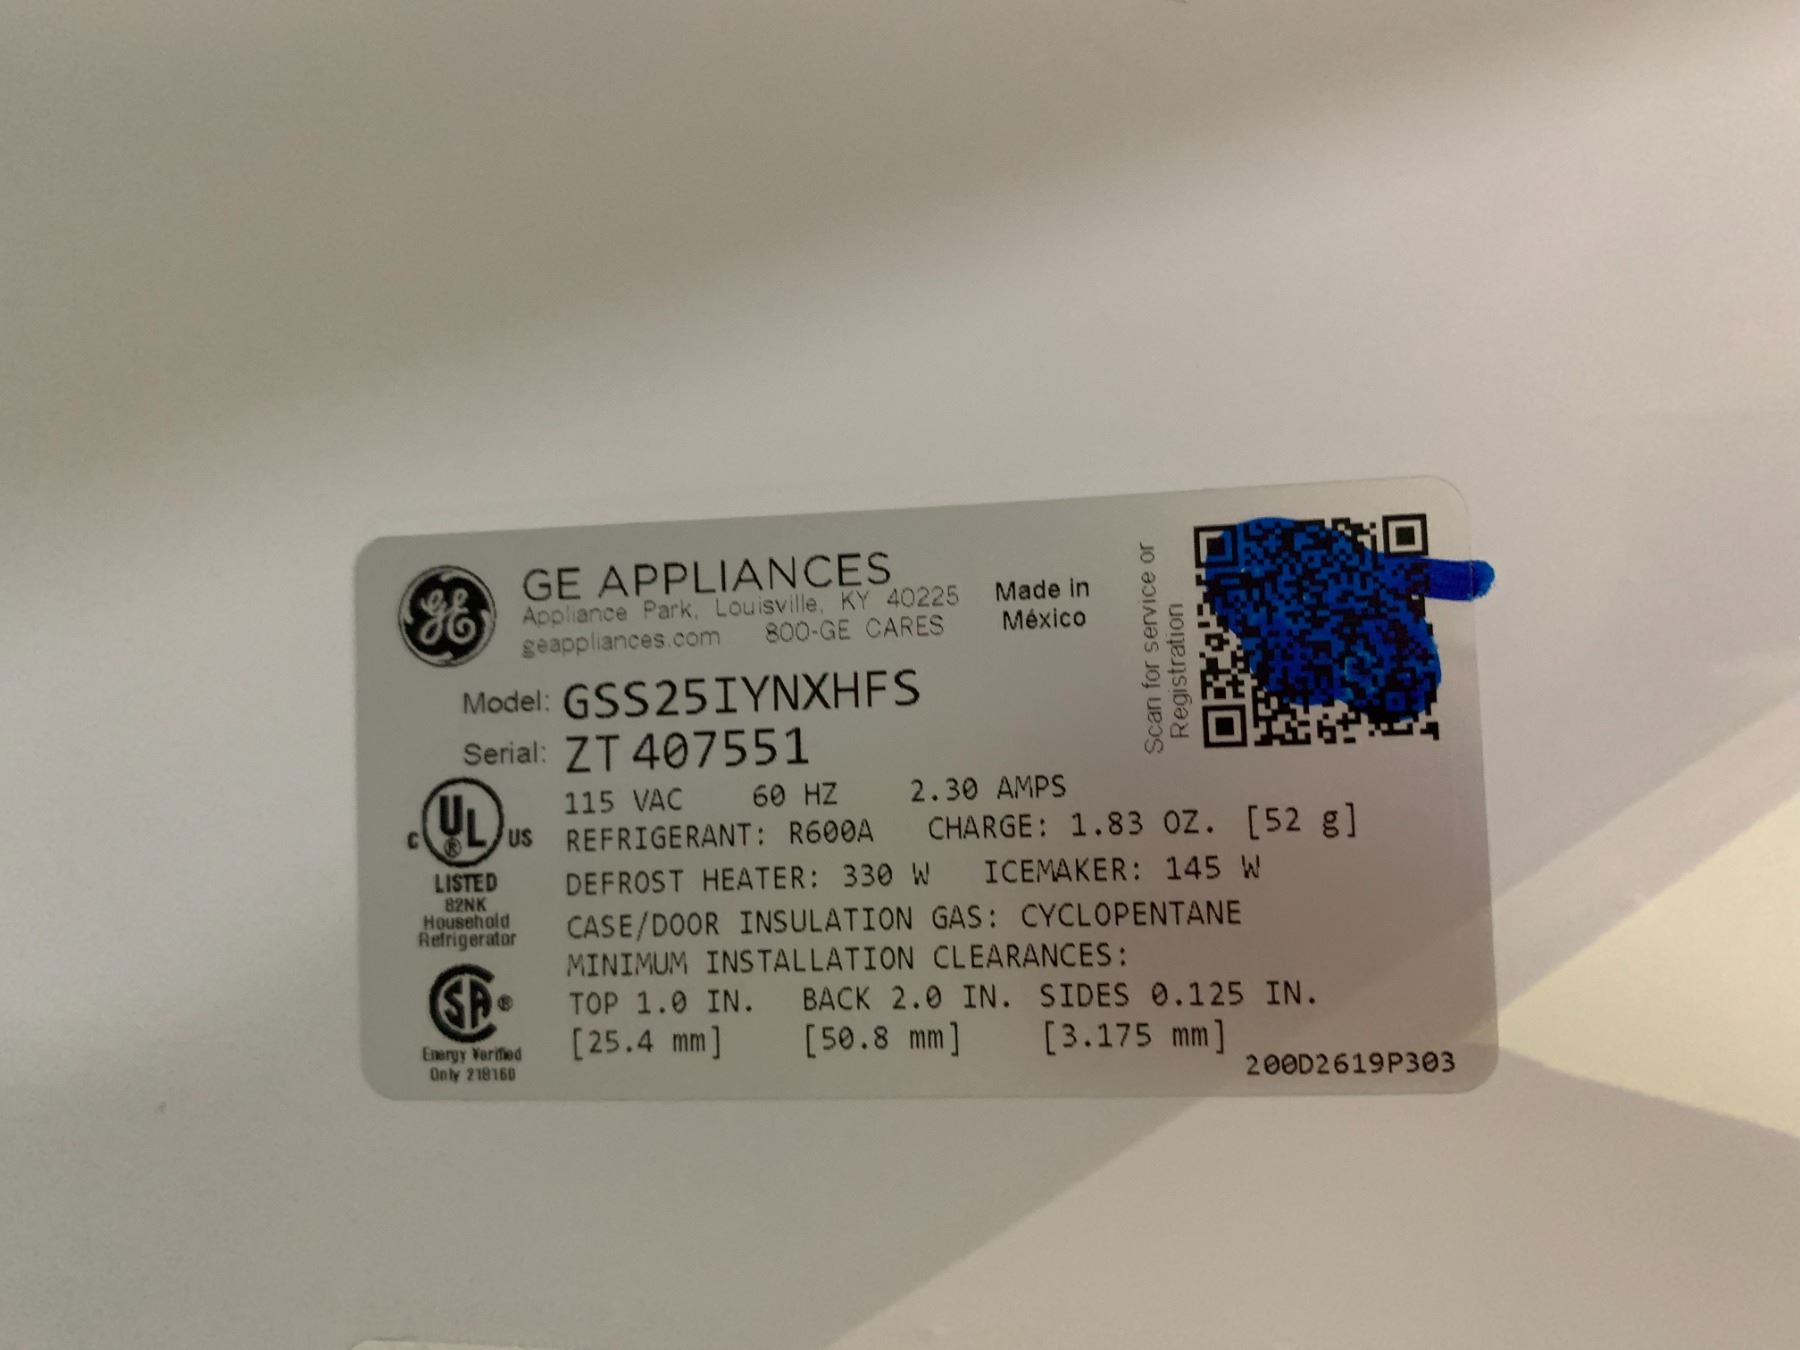 GE
GE APPLIANCES
Appliance Park, Louisville, KY 40225
geappliances.com 800-GE CARES
Made in
México
Scan for service or
Registration
Model: GSS25IYNXHFS
Serial: ZT407551
115 VAC 60 HZ 2.30 AMPS
REFRIGERANT: R600A CHARGE: 1.83 OZ. [52 g]
DEFROST HEATER: 330 W ICEMAKER: 145 W
CASE/DOOR INSULATION GAS: CYCLOPENTANE
MINIMUM INSTALLATION CLEARANCES:
TOP 1.0 IN. BACK 2.0 IN. SIDES 0.125 IN.
[25.4 mm] [50.8 mm] [3.175 mm]
200D2619P303
C UL® US
LISTED
82NK
Household
Refrigerator
SA®
Energy Verified
Only 218160